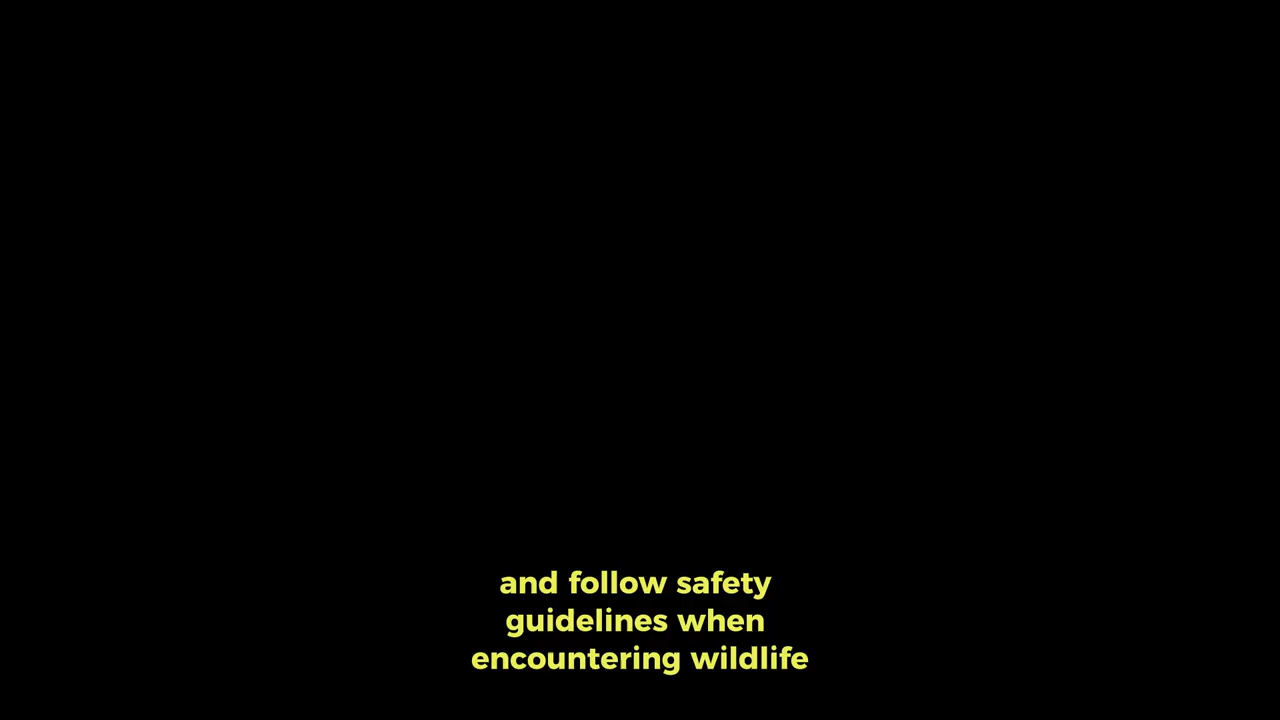 and follow safety
guidelines when
encountering wildlife